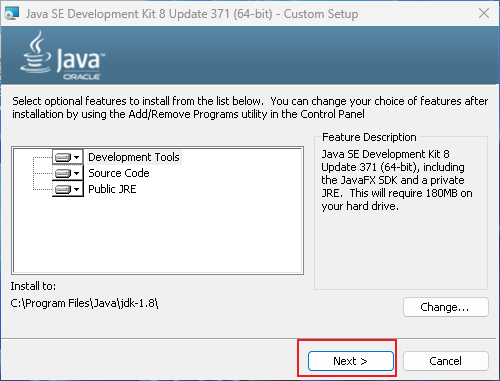 Java SE Development Kit 8 Update 371 (64-bit) - Custom Setup
Java
ORACLE
Select optional features to install from the list below. You can change your choice of features after
installation by using the Add/Remove Programs utility in the Control Panel
Development Tools
Source Code
Public JRE
Feature Description
Java SE Development Kit 8
Update 371 (64-bit), including
the JavaFX SDK and a private
JRE. This will require 180MB on
your hard drive.
Install to:
C:\Program Files\Java\jdk-1.8\
Change...
Next >
Cancel